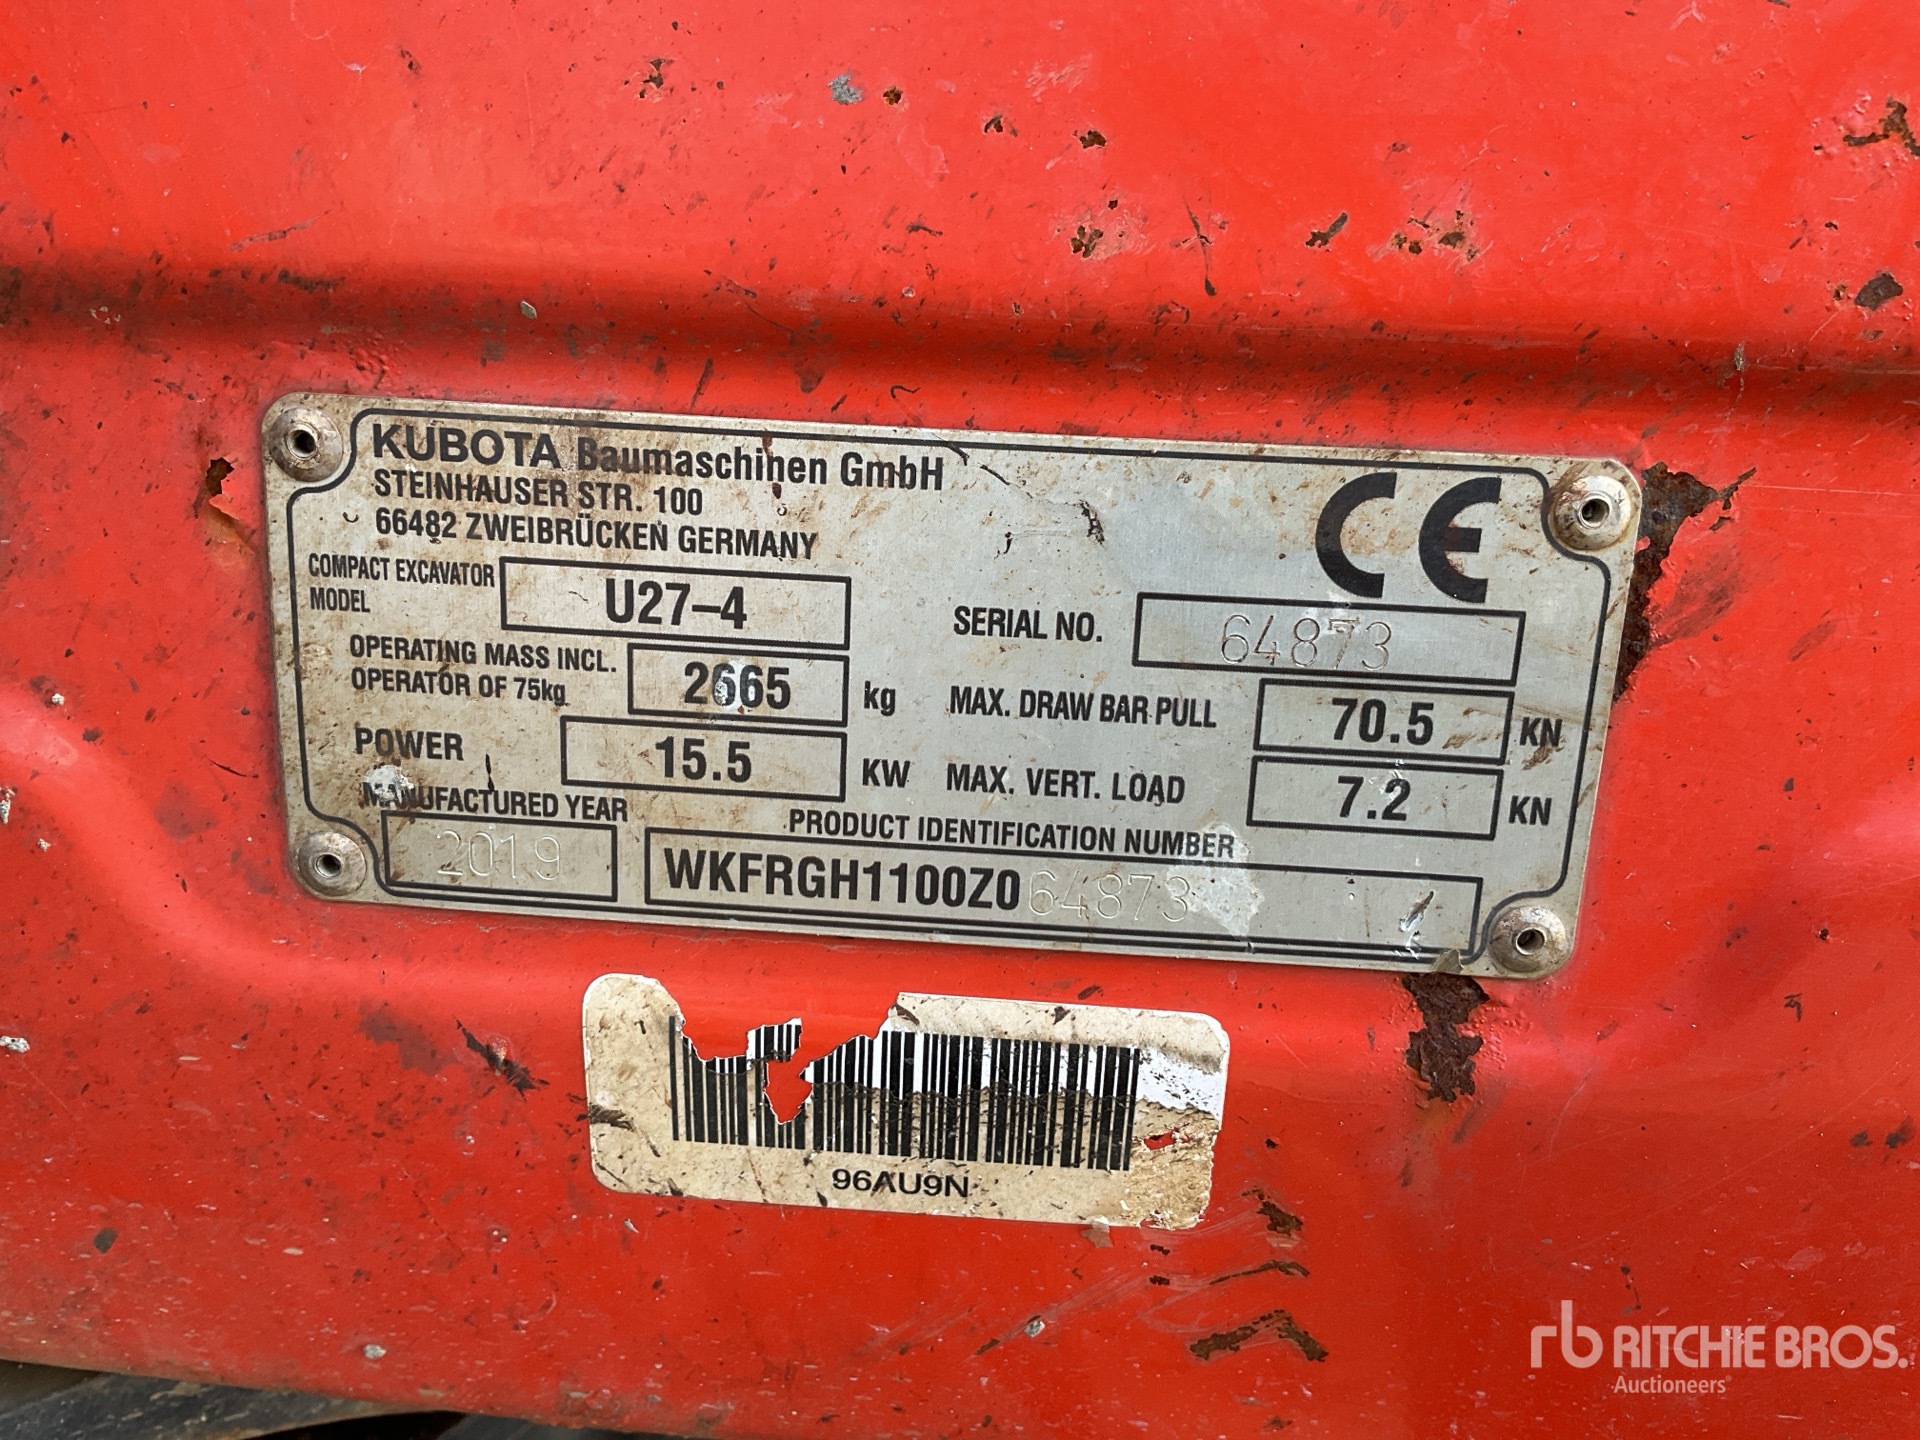 KUBOTA Baumaschinen GmbH
STEINHAUSER STR. 100
66482 ZWEIBRÜCKEN GERMANY
CE
COMPACT EXCAVATOR MODEL U27-4
SERIAL NO. 64873
OPERATING MASS INCL. OPERATOR OF 75kg 2665 kg
MAX. DRAW BAR PULL 70.5 KN
POWER 15.5 KW
MAX. VERT. LOAD 7.2 KN
MANUFACTURED YEAR 2019
PRODUCT IDENTIFICATION NUMBER
WKFRGH1100Z064873
96AU9N
rb RITCHIE BROS.
Auctioneers